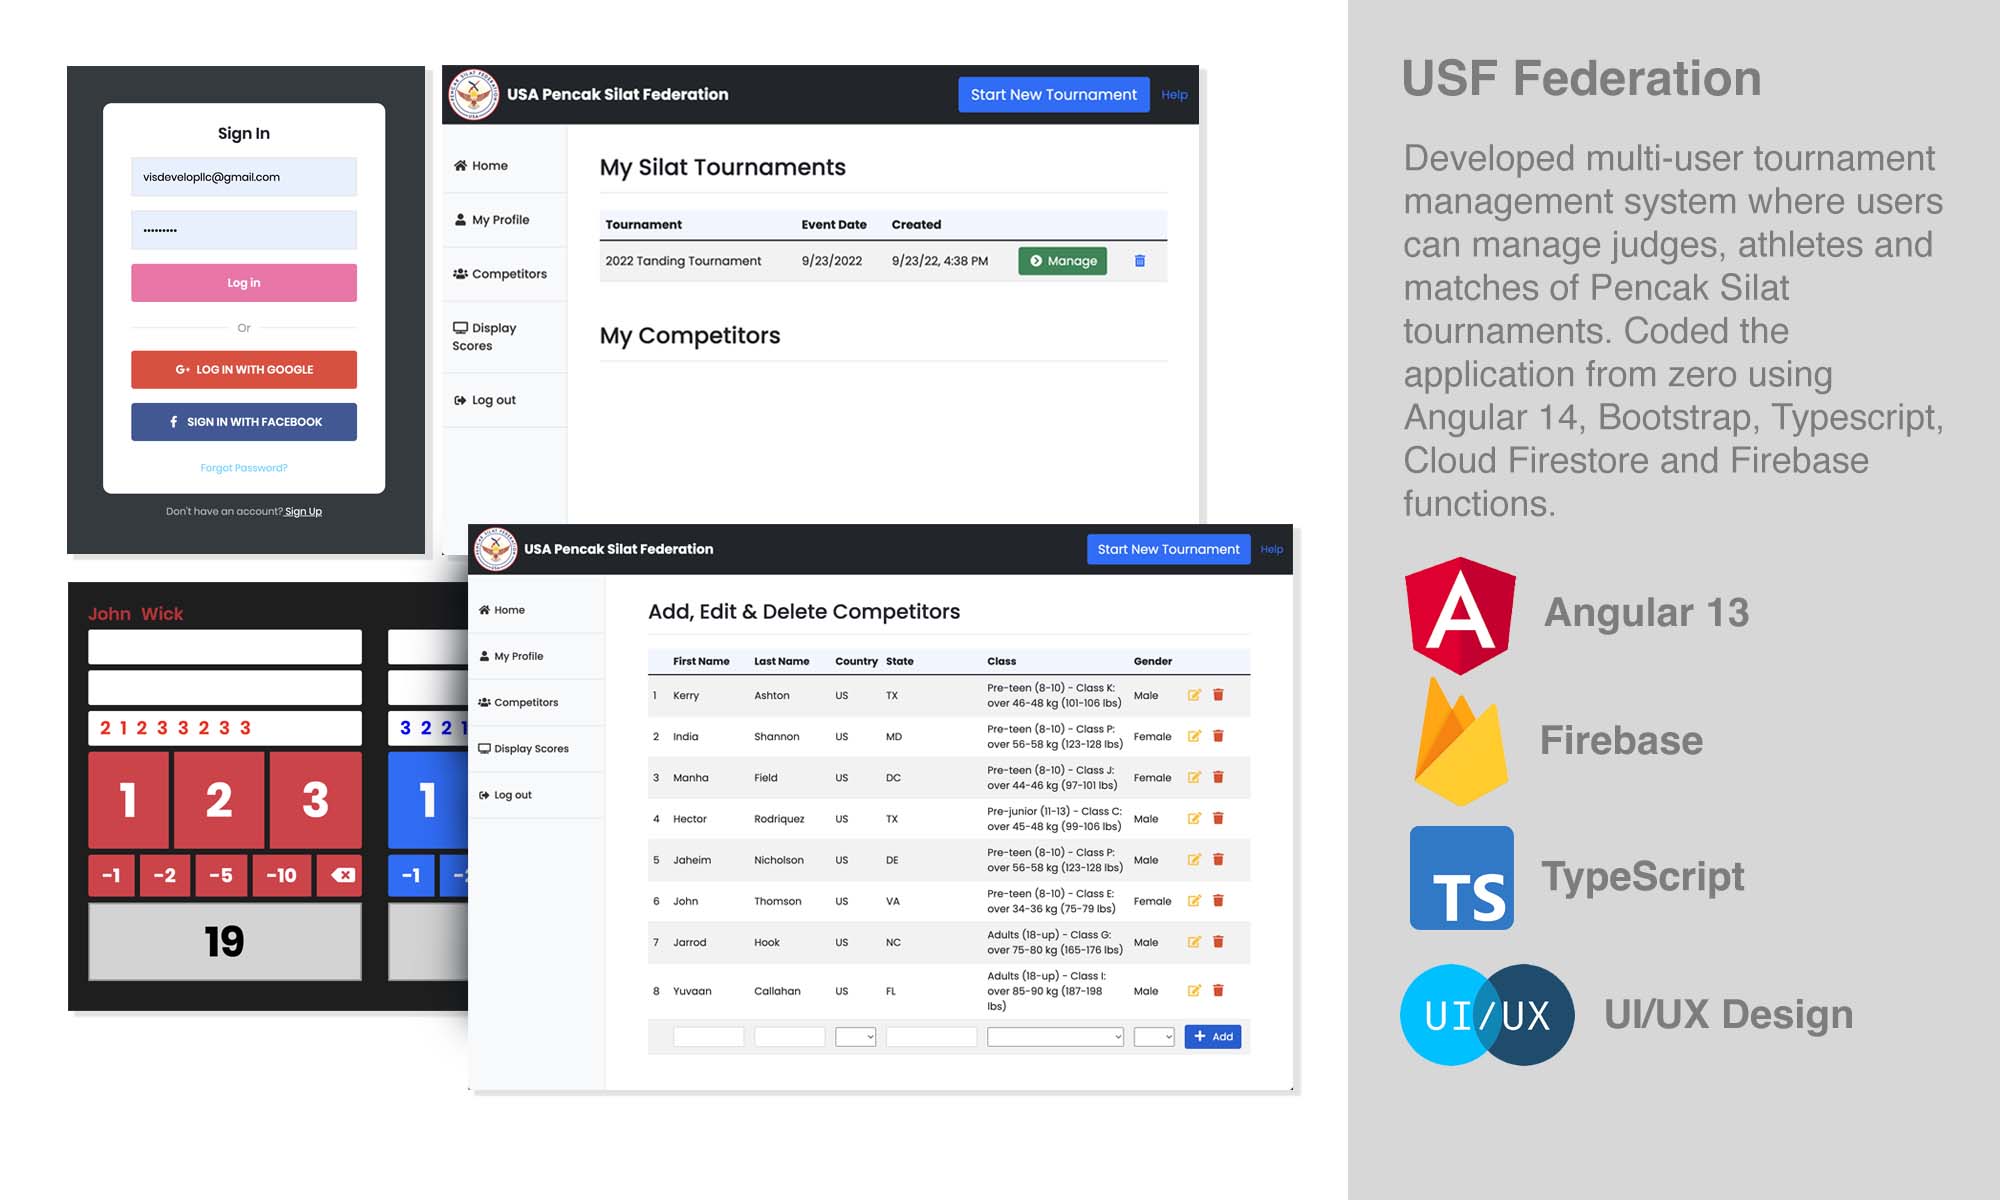 Sign In
visdevelopllc@gmail.com
•••••••••
Log in
Or
G+ LOG IN WITH GOOGLE
f SIGN IN WITH FACEBOOK
Forgot Password?
Don't have an account? Sign Up
USA Pencak Silat Federation
Start New Tournament
Help
Home
My Profile
Competitors
Display
Scores
Log out
My Silat Tournaments
Tournament Event Date Created
2022 Tanding Tournament 9/23/2022 9/23/22, 4:38 PM Manage
My Competitors
John Wick
2 1 2 3 3 2 3 3
1 2 3
-1 -2 -5 -10
19
3 2 2 1
1
-1
USA Pencak Silat Federation
Start New Tournament
Help
Home
My Profile
Competitors
Display Scores
Log out
Add, Edit & Delete Competitors
First Name Last Name Country State Class Gender
1 Kerry Ashton US TX Pre-teen (8-10) - Class K: Male
over 46-48 kg (101-106 lbs)
2 India Shannon US MD Pre-teen (8-10) - Class P: Female
over 56-58 kg (123-128 lbs)
3 Manha Field US DC Pre-teen (8-10) - Class J: Female
over 44-46 kg (97-101 lbs)
4 Hector Rodriquez US TX Pre-junior (11-13) - Class C: Male
over 45-48 kg (99-106 lbs)
5 Jaheim Nicholson US DE Pre-teen (8-10) - Class P: Male
over 56-58 kg (123-128 lbs)
6 John Thomson US VA Pre-teen (8-10) - Class E: Female
over 34-36 kg (75-79 lbs)
7 Jarrod Hook US NC Adults (18-up) - Class G: Male
over 75-80 kg (165-176 lbs)
8 Yuvaan Callahan US FL Adults (18-up) - Class I: Male
over 85-90 kg (187-198
lbs)
+ Add
USF Federation
Developed multi-user tournament
management system where users
can manage judges, athletes and
matches of Pencak Silat
tournaments. Coded the
application from zero using
Angular 14, Bootstrap, Typescript,
Cloud Firestore and Firebase
functions.
A Angular 13
Firebase
TS TypeScript
UI/UX UI/UX Design